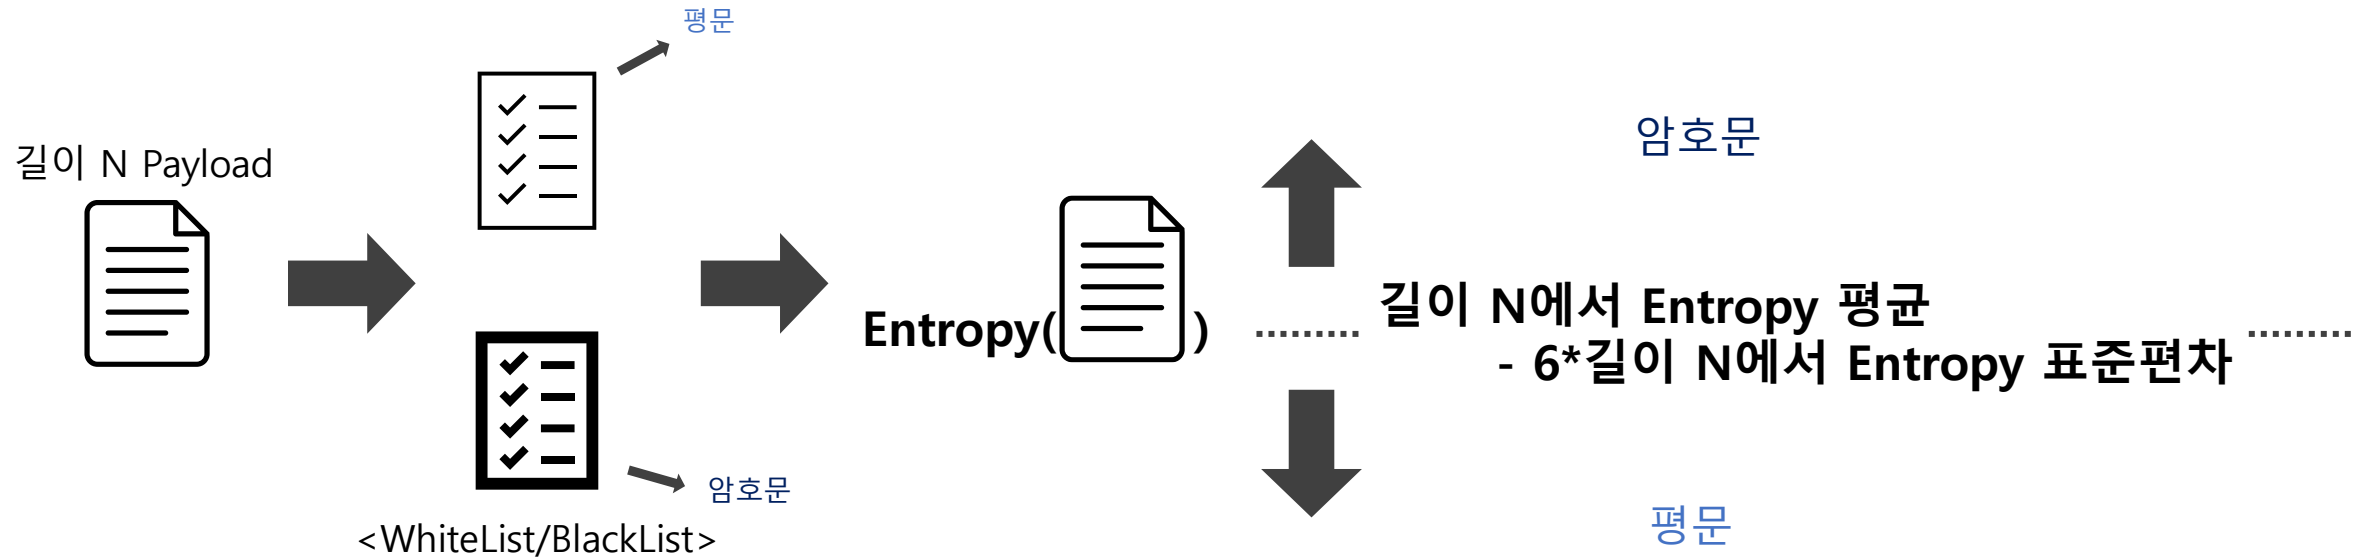 길이 N Payload
평문
암호문
<WhiteList/BlackList>
Entropy( )
암호문
길이 N에서 Entropy 평균
- 6*길이 N에서 Entropy 표준편차
평문